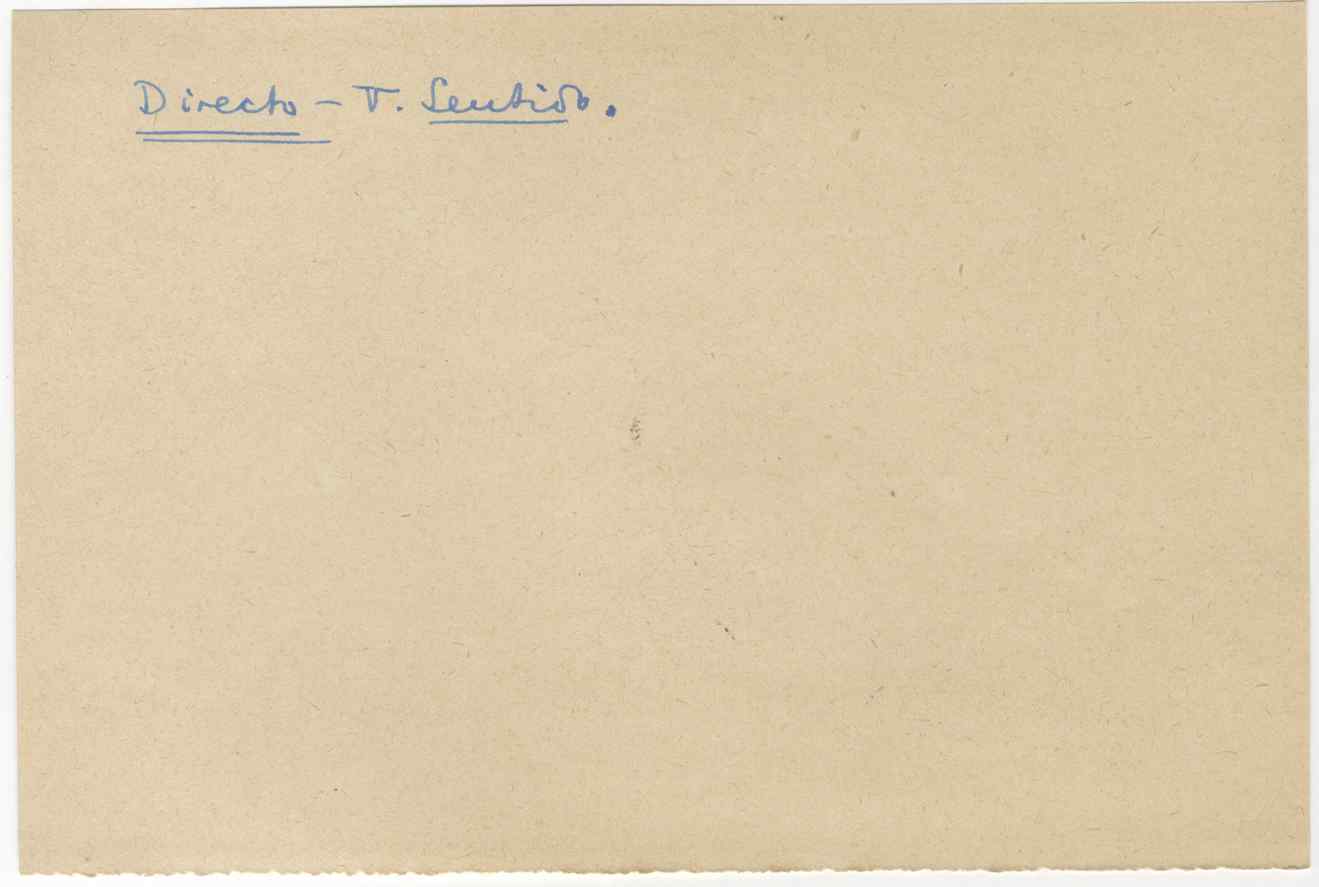 Directo - V. Sentido.